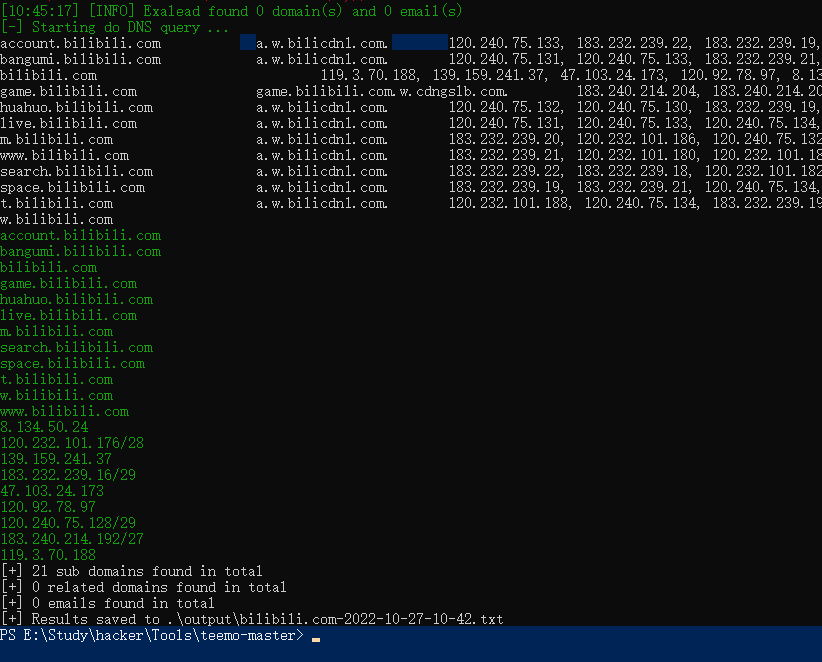 [10:45:17] [INFO] Exalead found 0 domain(s) and 0 email(s)
[-] Starting do DNS query ...
account.bilibili.com a.w.bilicdn1.com. 120.240.75.133, 183.232.239.22, 183.232.239.19,
bangumi.bilibili.com a.w.bilicdn1.com. 120.240.75.131, 120.240.75.133, 183.232.239.21,
bilibili.com 119.3.70.188, 139.159.241.37, 47.103.24.173, 120.92.78.97, 8.13
game.bilibili.com game.bilibili.com.w.cdngslb.com. 183.240.214.204, 183.240.214.20
huahuo.bilibili.com a.w.bilicdn1.com. 120.240.75.132, 120.240.75.130, 183.232.239.19,
live.bilibili.com a.w.bilicdn1.com. 120.240.75.131, 120.240.75.133, 120.240.75.134,
m.bilibili.com a.w.bilicdn1.com. 183.232.239.20, 120.232.101.186, 120.240.75.132
www.bilibili.com a.w.bilicdn1.com. 183.232.239.21, 120.232.101.180, 120.232.101.18
search.bilibili.com a.w.bilicdn1.com. 183.232.239.22, 183.232.239.18, 120.232.101.182
space.bilibili.com a.w.bilicdn1.com. 183.232.239.19, 183.232.239.21, 120.240.75.134,
t.bilibili.com a.w.bilicdn1.com. 120.232.101.188, 120.240.75.134, 183.232.239.19
w.bilibili.com
account.bilibili.com
bangumi.bilibili.com
bilibili.com
game.bilibili.com
huahuo.bilibili.com
live.bilibili.com
m.bilibili.com
search.bilibili.com
space.bilibili.com
t.bilibili.com
w.bilibili.com
www.bilibili.com
8.134.50.24
120.232.101.176/28
139.159.241.37
183.232.239.16/29
47.103.24.173
120.92.78.97
120.240.75.128/29
183.240.214.192/27
119.3.70.188
[+] 21 sub domains found in total
[+] 0 related domains found in total
[+] 0 emails found in total
[+] Results saved to .\output\bilibili.com-2022-10-27-10-42.txt
PS E:\Study\hacker\Tools\teemo-master>